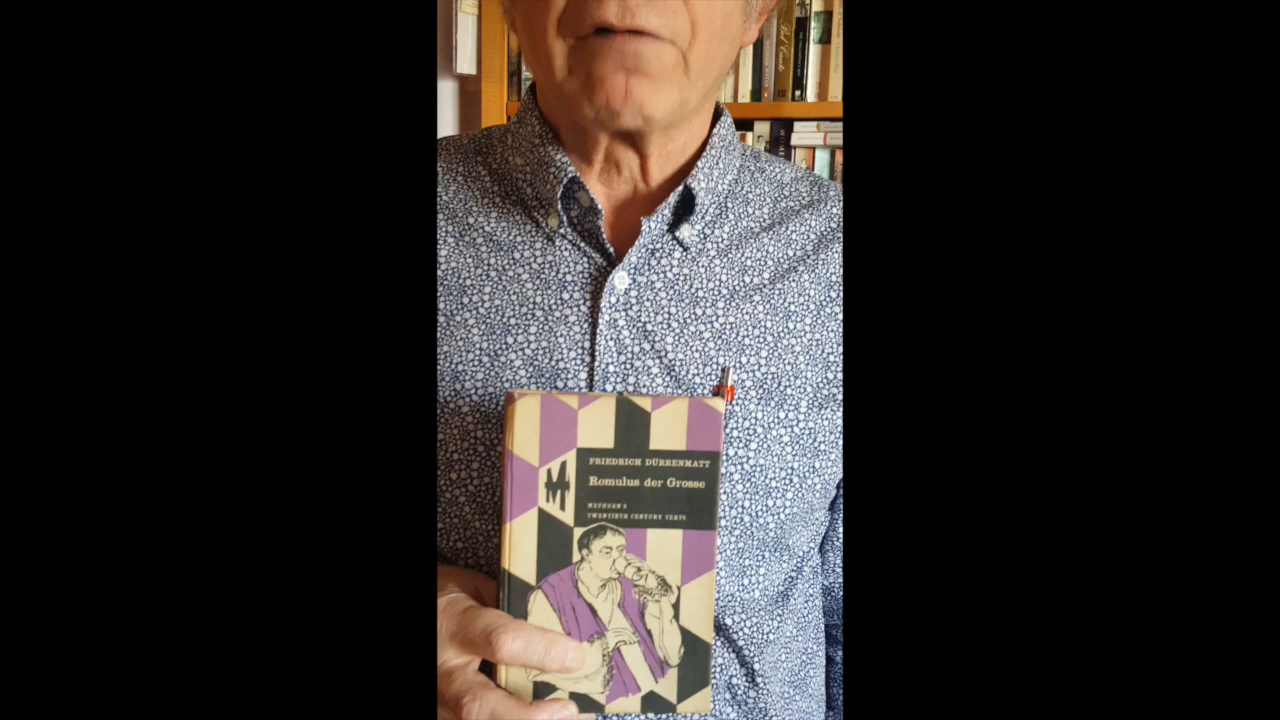 FRIEDRICH DÜRRENMATT
Romulus der Grosse
M
METHUEN'S
TWENTIETH CENTURY TEXTS